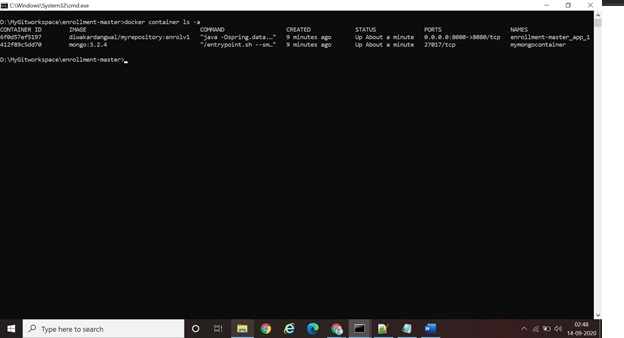 C:\Windows\System32\cmd.exe
D:\MyGitworkspace\enrollment-master>docker container ls -a
CONTAINER ID IMAGE COMMAND CREATED STATUS PORTS NAMES
6f0d57ef5197 diwakardangwal/myrepository:enrolv1 "java -Dspring.data.…" 9 minutes ago Up About a minute 0.0.0.0:8080->8080/tcp enrollment-master_app_1
412f89c5dd70 mongo:3.2.4 "/entrypoint.sh --sm…" 9 minutes ago Up About a minute 27017/tcp mymongocontainer
D:\MyGitworkspace\enrollment-master>
Type here to search
02:48
14-09-2020